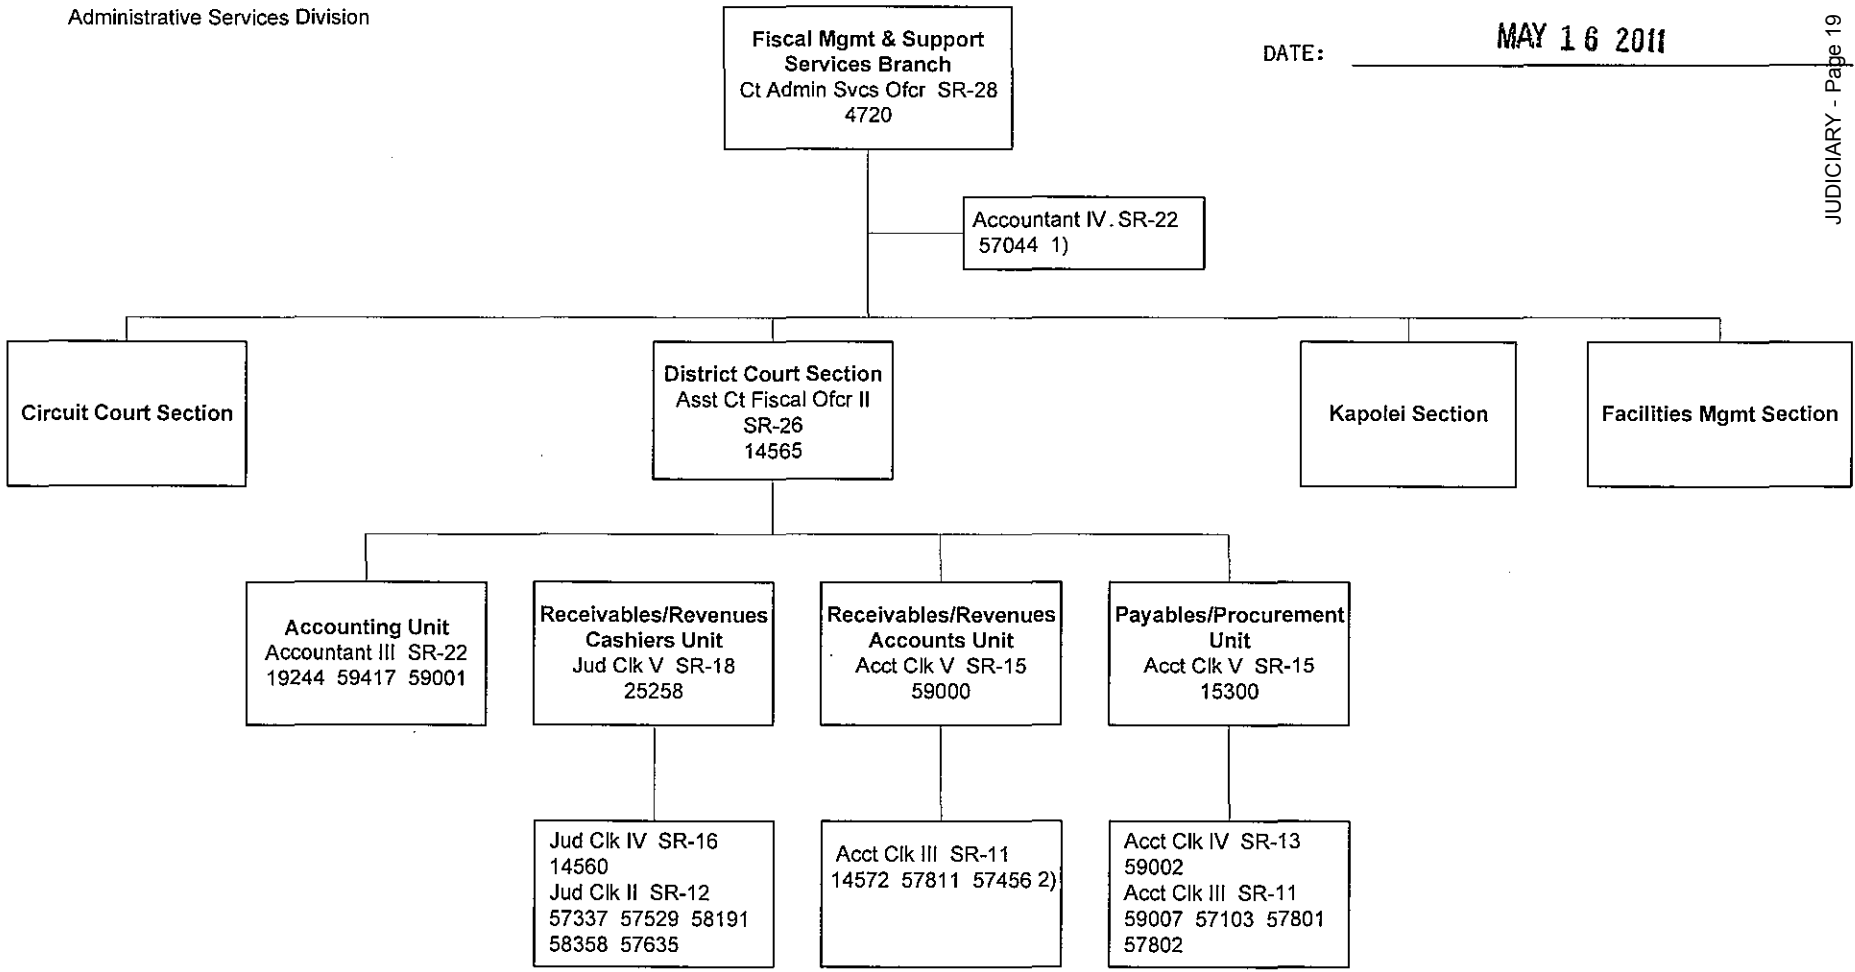 Administrative Services Division
DATE: MAY 16 2011
JUDICIARY - Page 19
Fiscal Mgmt & Support
Services Branch
Ct Admin Svcs Ofcr SR-28
4720
Accountant IV. SR-22
57044 1)
Circuit Court Section
District Court Section
Asst Ct Fiscal Ofcr II
SR-26
14565
Kapolei Section
Facilities Mgmt Section
Accounting Unit
Accountant III SR-22
19244 59417 59001
Receivables/Revenues
Cashiers Unit
Jud Clk V SR-18
25258
Receivables/Revenues
Accounts Unit
Acct Clk V SR-15
59000
Payables/Procurement
Unit
Acct Clk V SR-15
15300
Jud Clk IV SR-16
14560
Jud Clk II SR-12
57337 57529 58191
58358 57635
Acct Clk III SR-11
14572 57811 57456 2)
Acct Clk IV SR-13
59002
Acct Clk III SR-11
59007 57103 57801
57802